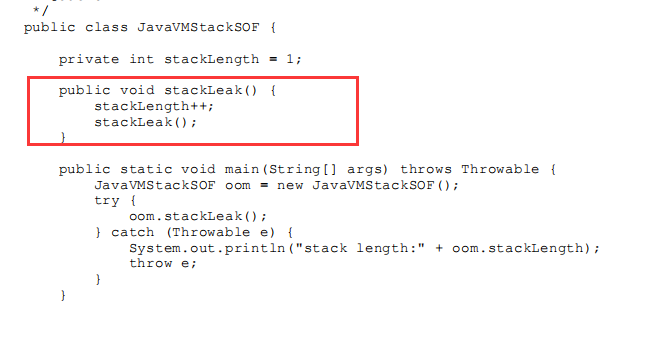 */
public class JavaVMStackSOF {
private int stackLength = 1;
public void stackLeak() {
stackLength++;
stackLeak();
}
public static void main(String[] args) throws Throwable {
JavaVMStackSOF oom = new JavaVMStackSOF();
try {
oom.stackLeak();
} catch (Throwable e) {
System.out.println("stack length:" + oom.stackLength);
throw e;
}
}